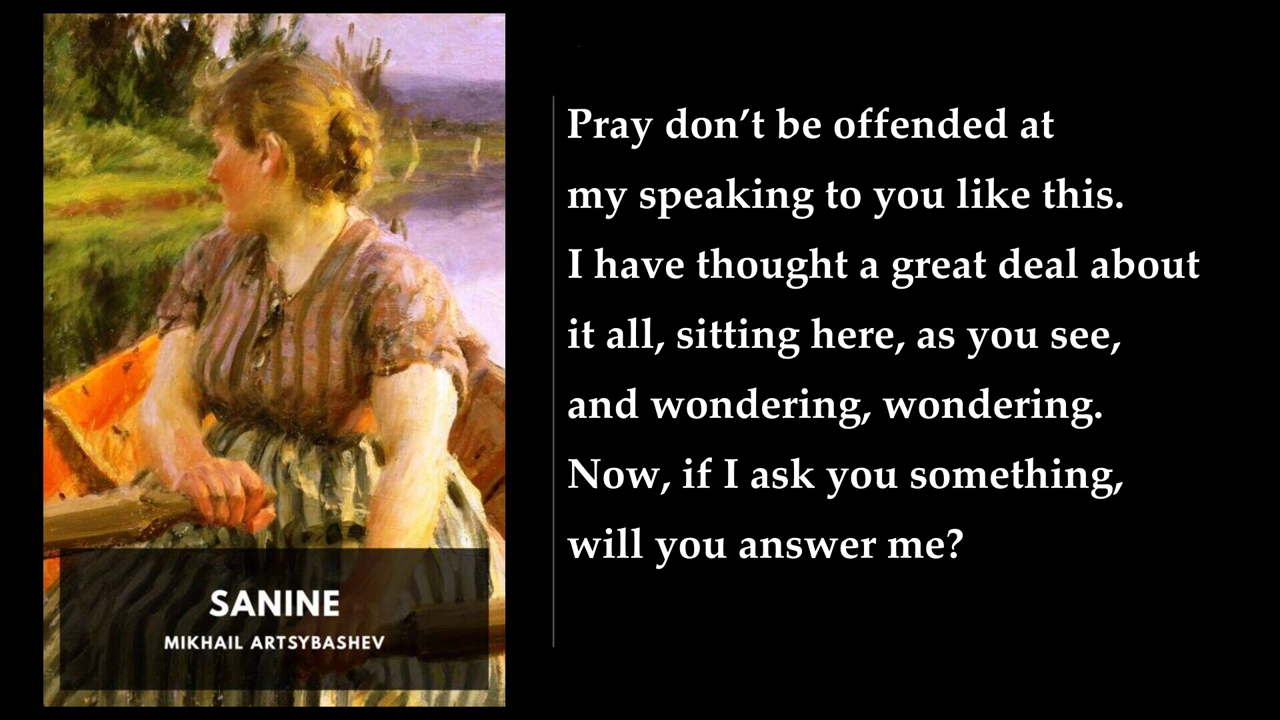 SANINE
MIKHAIL ARTSYBASHEV
Pray don’t be offended at
my speaking to you like this.
I have thought a great deal about
it all, sitting here, as you see,
and wondering, wondering.
Now, if I ask you something,
will you answer me?